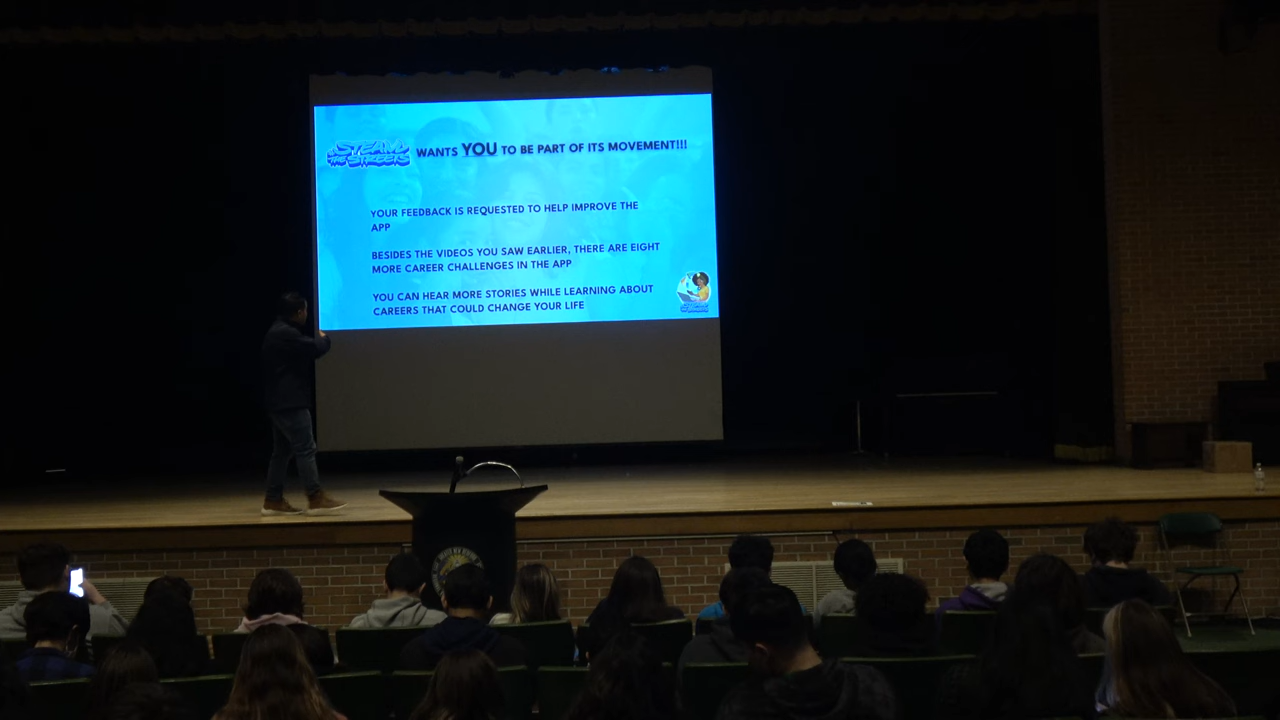 STEAM THE STREETS WANTS YOU TO BE PART OF ITS MOVEMENT!!!
YOUR FEEDBACK IS REQUESTED TO HELP IMPROVE THE
APP
BESIDES THE VIDEOS YOU SAW EARLIER, THERE ARE EIGHT
MORE CAREER CHALLENGES IN THE APP
YOU CAN HEAR MORE STORIES WHILE LEARNING ABOUT
CAREERS THAT COULD CHANGE YOUR LIFE